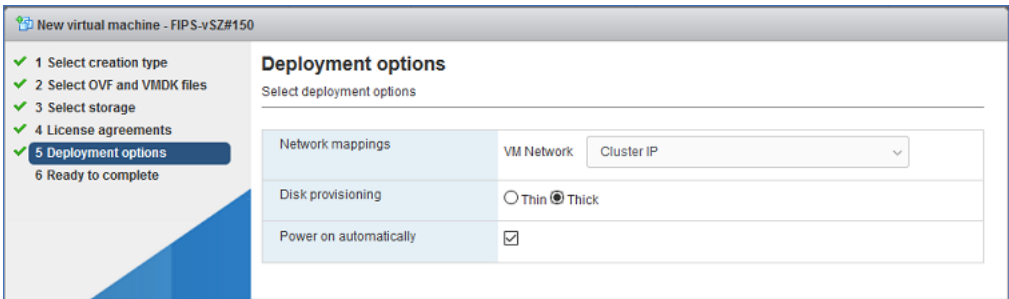 New virtual machine - FIPS-vSZ#150
1 Select creation type
2 Select OVF and VMDK files
3 Select storage
4 License agreements
5 Deployment options
6 Ready to complete
Deployment options
Select deployment options
Network mappings
VM Network Cluster IP
Disk provisioning
Thin Thick
Power on automatically